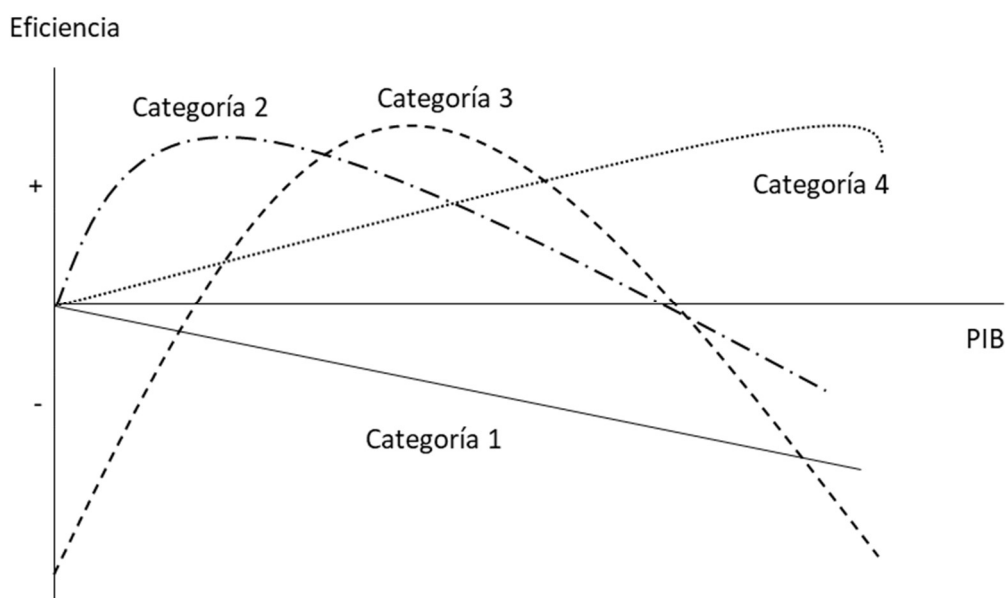 Eficiencia
Categoría 2
Categoría 3
+
Categoría 4
PIB
-
Categoría 1